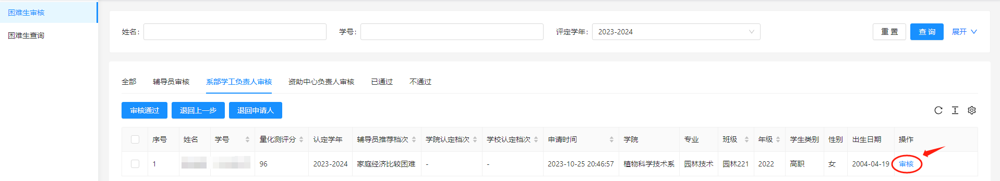 困难生审核
困难生查询
姓名： 学号： 评定学年： 2023-2024 重 置 查 询 展开
全部 辅导员审核 系部学工负责人审核 资助中心负责人审核 已通过 不通过
审核通过 退回上一步 退回申请人
序号 姓名 学号 量化测评分 认定学年 辅导员推荐档次 学院认定档次 学校认定档次 申请时间 学院 专业 班级 年级 学生类别 性别 出生日期 操作
1 96 2023-2024 家庭经济比较困难 - - 2023-10-25 20:46:57 植物科学技术系 园林技术 园林221 2022 高职 女 2004-04-19 审核